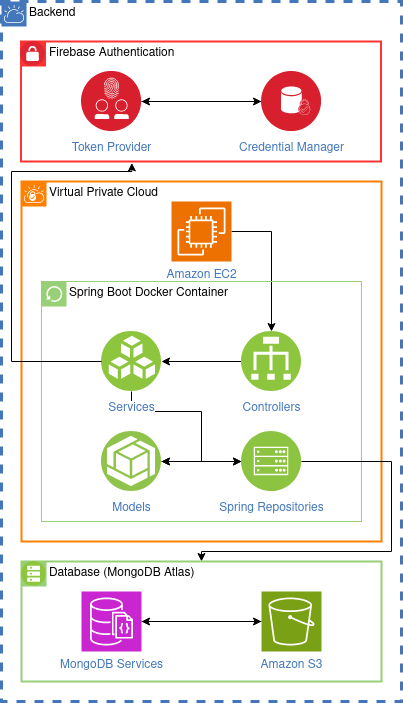 Backend
Firebase Authentication
Token Provider
Credential Manager
Virtual Private Cloud
Amazon EC2
Spring Boot Docker Container
Services
Controllers
Models
Spring Repositories
Database (MongoDB Atlas)
MongoDB Services
Amazon S3